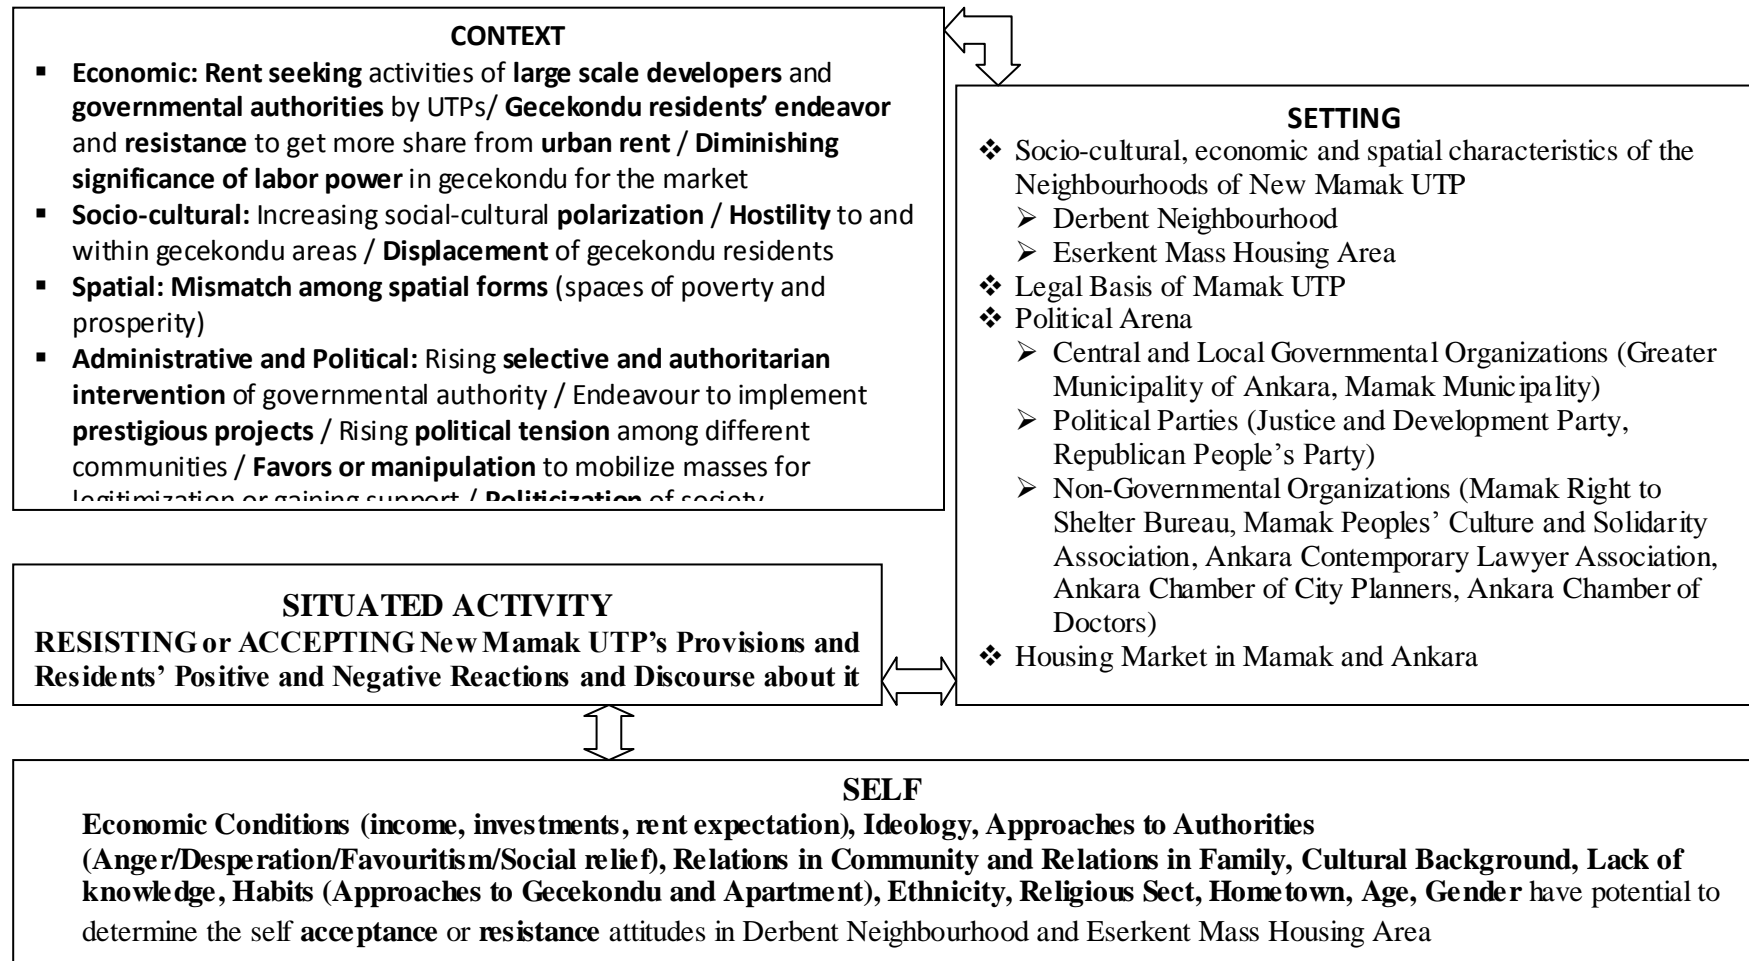 CONTEXT
▪ Economic: Rent seeking activities of large scale developers and
governmental authorities by UTPs/ Gecekondu residents’ endeavor
and resistance to get more share from urban rent / Diminishing
significance of labor power in gecekondu for the market
▪ Socio-cultural: Increasing social-cultural polarization / Hostility to and
within gecekondu areas / Displacement of gecekondu residents
▪ Spatial: Mismatch among spatial forms (spaces of poverty and
prosperity)
▪ Administrative and Political: Rising selective and authoritarian
intervention of governmental authority / Endeavour to implement
prestigious projects / Rising political tension among different
communities / Favors or manipulation to mobilize masses for
legitimization or gaining support / Politicization of society
SETTING
❖ Socio-cultural, economic and spatial characteristics of the
Neighbourhoods of New Mamak UTP
➢ Derbent Neighbourhood
➢ Eserkent Mass Housing Area
❖ Legal Basis of Mamak UTP
❖ Political Arena
➢ Central and Local Governmental Organizations (Greater
Municipality of Ankara, Mamak Municipality)
➢ Political Parties (Justice and Development Party,
Republican People’s Party)
➢ Non-Governmental Organizations (Mamak Right to
Shelter Bureau, Mamak Peoples’ Culture and Solidarity
Association, Ankara Contemporary Lawyer Association,
Ankara Chamber of City Planners, Ankara Chamber of
Doctors)
❖ Housing Market in Mamak and Ankara
SITUATED ACTIVITY
RESISTING or ACCEPTING New Mamak UTP’s Provisions and
Residents’ Positive and Negative Reactions and Discourse about it
SELF
Economic Conditions (income, investments, rent expectation), Ideology, Approaches to Authorities
(Anger/Desperation/Favouritism/Social relief), Relations in Community and Relations in Family, Cultural Background, Lack of
knowledge, Habits (Approaches to Gecekondu and Apartment), Ethnicity, Religious Sect, Hometown, Age, Gender have potential to
determine the self acceptance or resistance attitudes in Derbent Neighbourhood and Eserkent Mass Housing Area